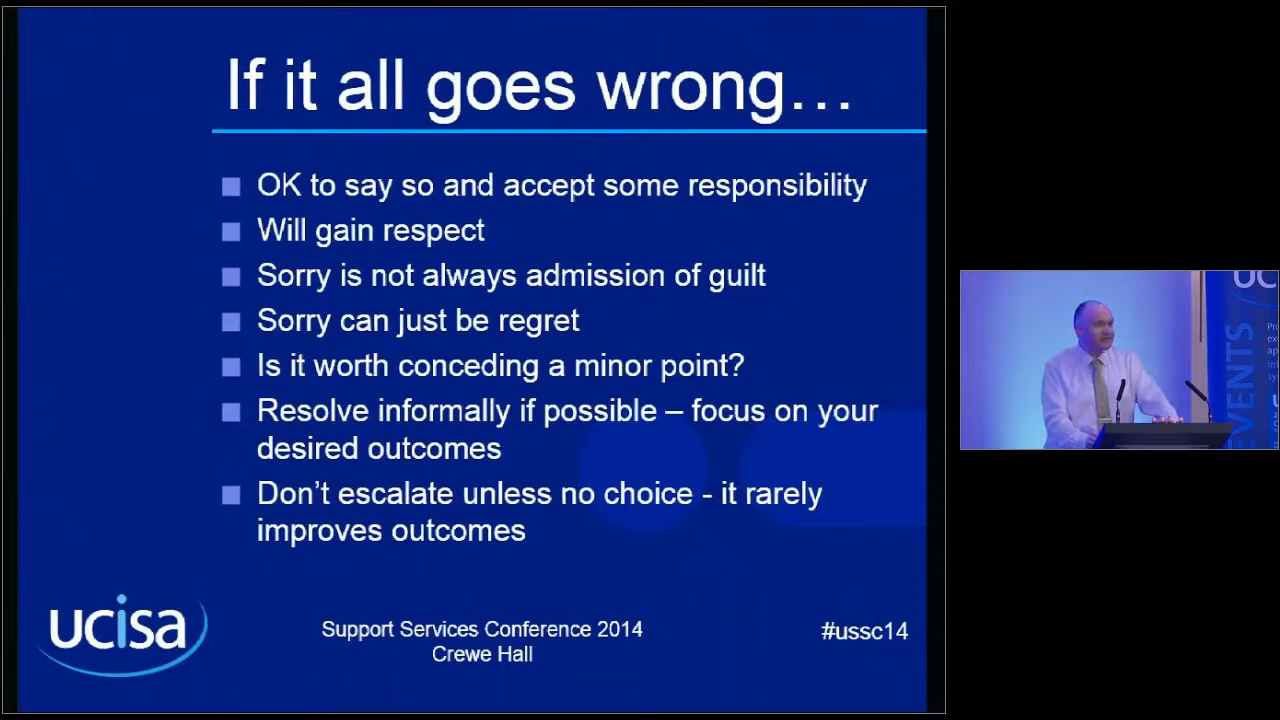 If it all goes wrong…
OK to say so and accept some responsibility
Will gain respect
Sorry is not always admission of guilt
Sorry can just be regret
Is it worth conceding a minor point?
Resolve informally if possible – focus on your
desired outcomes
Don't escalate unless no choice - it rarely
improves outcomes
ucisa
Support Services Conference 2014
Crewe Hall
#ussc14
UC
EVENTS